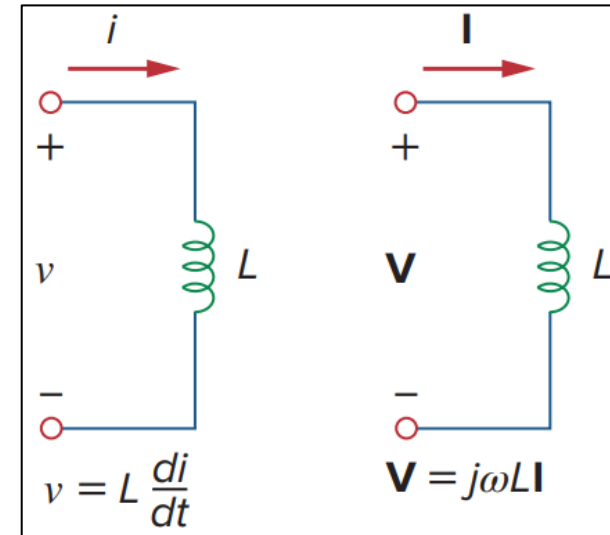 i I
+ +
v L V L
− −
v = L di/dt V = jωLI